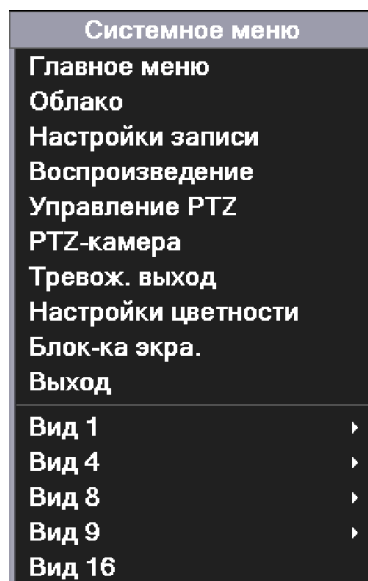 Системное меню
Главное меню
Облако
Настройки записи
Воспроизведение
Управление PTZ
PTZ-камера
Тревож. выход
Настройки цветности
Блок-ка экра.
Выход
Вид 1
Вид 4
Вид 8
Вид 9
Вид 16